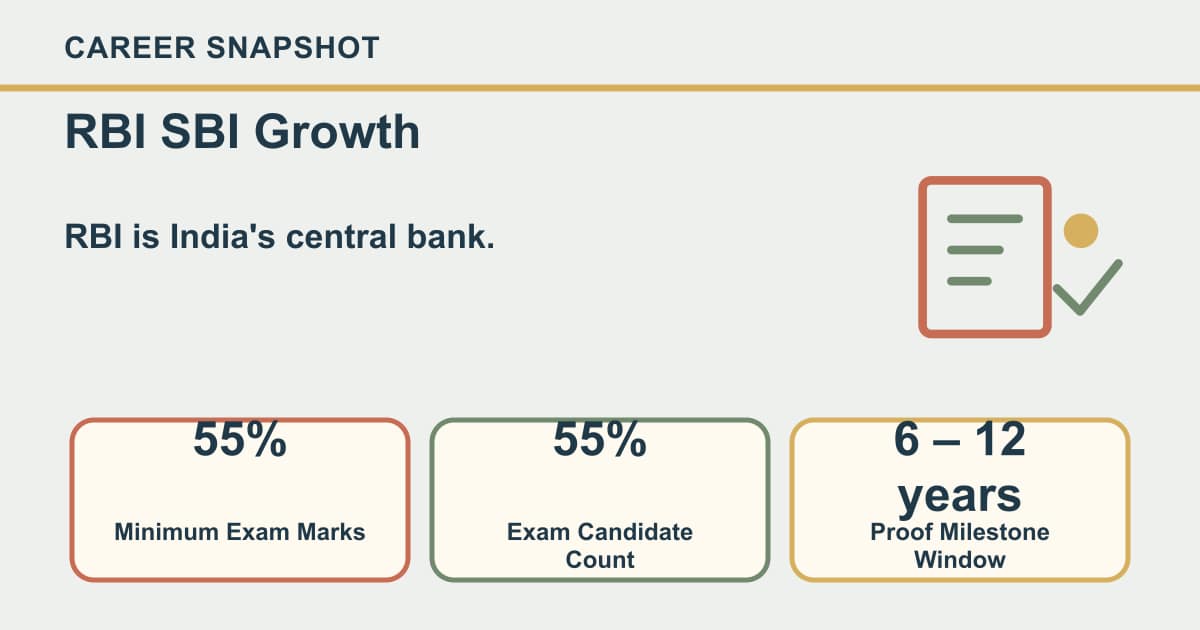 CAREER SNAPSHOT
RBI SBI Growth
RBI is India's central bank.
55%
Minimum Exam Marks
55%
Exam Candidate
Count
6 – 12
years
Proof Milestone
Window